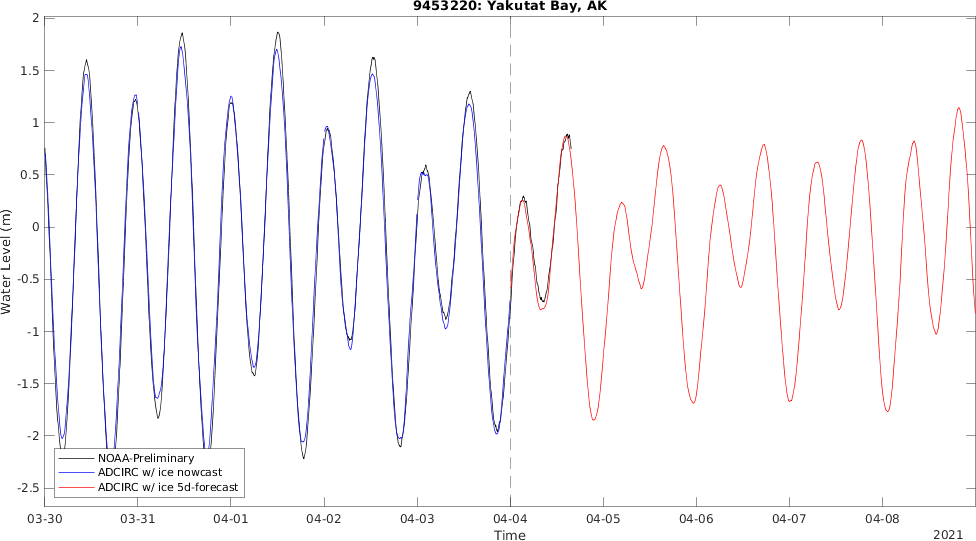 9453220: Yakutat Bay, AK
2
1.5
1
0.5
0
-0.5
-1
-1.5
-2
-2.5
Water Level (m)
NOAA-Preliminary
ADCIRC w/ ice nowcast
ADCIRC w/ ice 5d-forecast
03-30 03-31 04-01 04-02 04-03 04-04 04-05 04-06 04-07 04-08
Time
2021